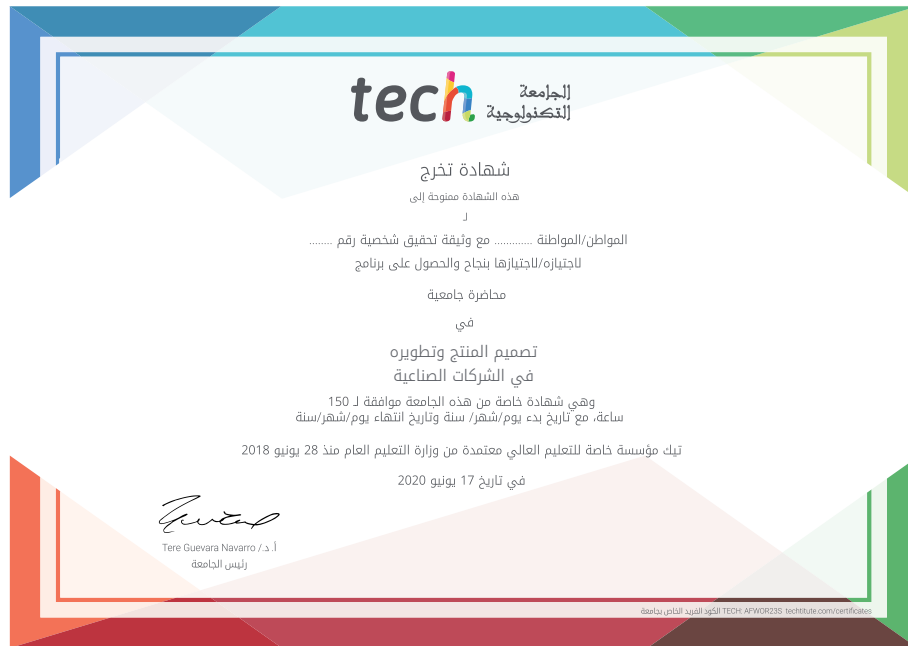 tech
الجامعة
التكنولوجية
شهادة تخرج
هذه الشهادة ممنوحة إلى
لـ
المواطن/المواطنة ............ مع وثيقة تحقيق شخصية رقم ........
لاجتيازه/لاجتيازها بنجاح والحصول على برنامج
محاضرة جامعية
في
تصميم المنتج وتطويره
في الشركات الصناعية
وهي شهادة خاصة من هذه الجامعة موافقة لـ 150
ساعة، مع تاريخ بدء يوم/شهر/ سنة وتاريخ انتهاء يوم/شهر/سنة
تيك مؤسسة خاصة للتعليم العالي معتمدة من وزارة التعليم العام منذ 28 يونيو 2018
في تاريخ 17 يونيو 2020
أ. د./ Tere Guevara Navarro
رئيس الجامعة
الكود الفريد الخاص بجامعة TECH: AFWOR23S techtitute.com/certificates